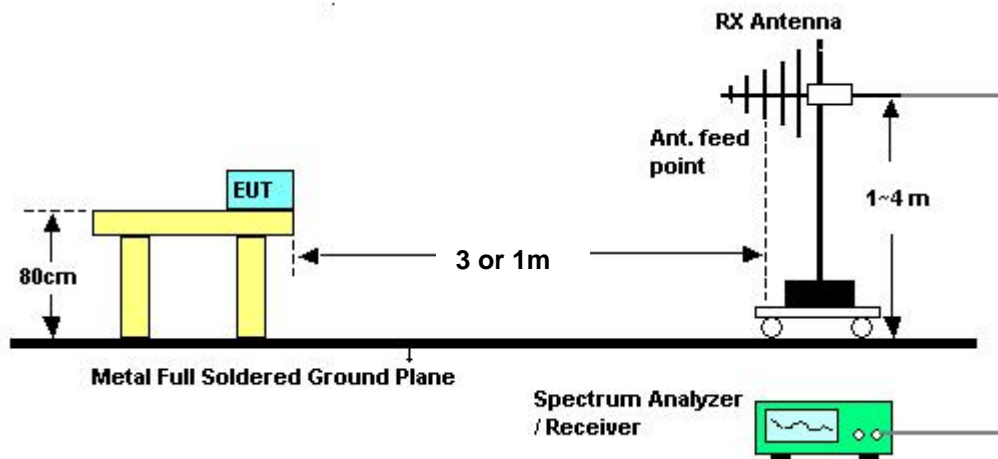 RX Antenna
Ant. feed
point
EUT
1~4 m
3 or 1m
80cm
Metal Full Soldered Ground Plane
Spectrum Analyzer
/ Receiver